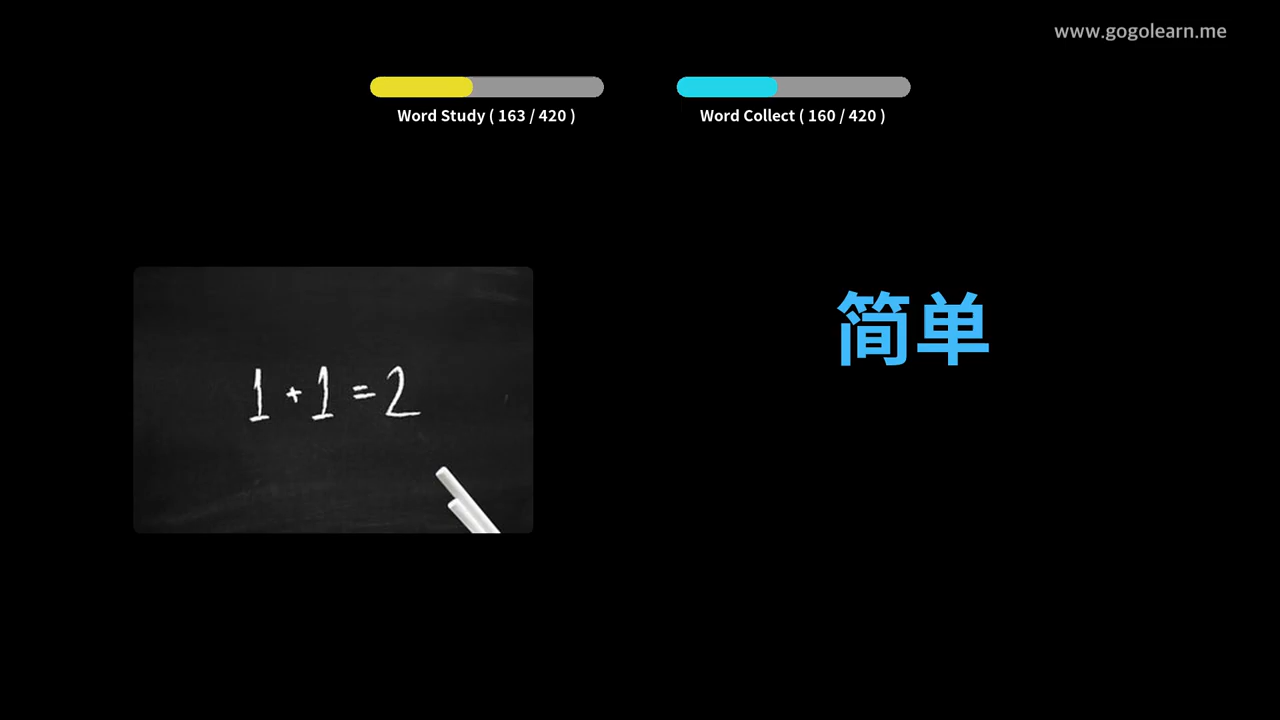 www.gogolearn.me
Word Study ( 163 / 420 )
Word Collect ( 160 / 420 )
简单
1 + 1 = 2